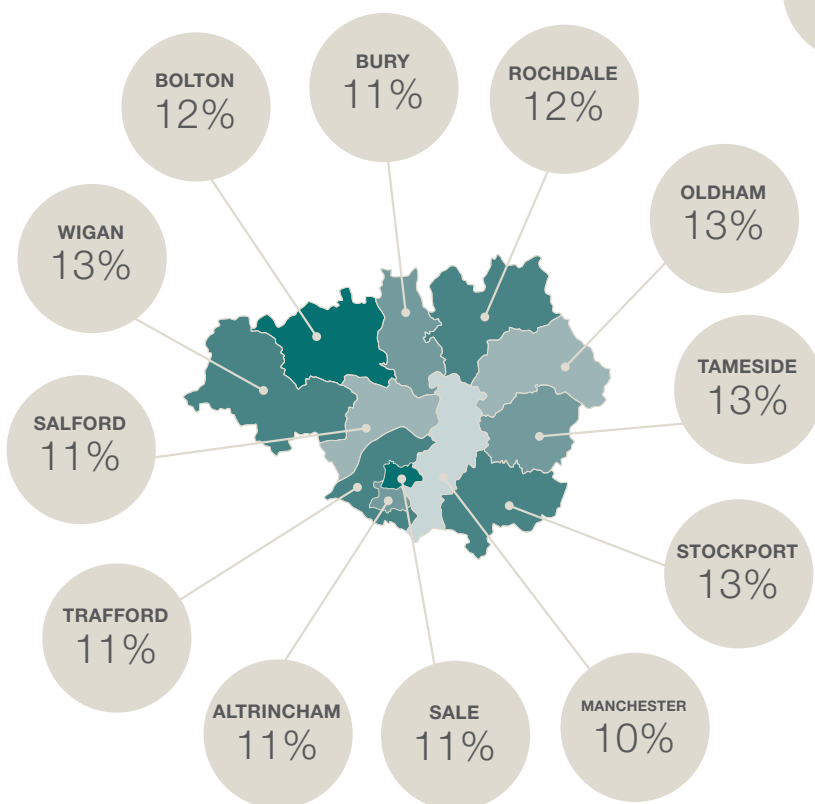 BURY
11%
BOLTON
12%
ROCHDALE
12%
OLDHAM
13%
WIGAN
13%
TAMESIDE
13%
SALFORD
11%
STOCKPORT
13%
TRAFFORD
11%
ALTRINCHAM
11%
SALE
11%
MANCHESTER
10%